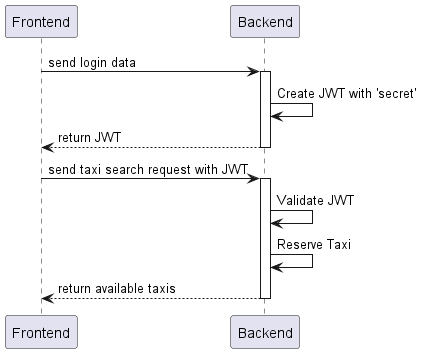 Frontend Backend
send login data
Create JWT with 'secret'
return JWT
send taxi search request with JWT
Validate JWT
Reserve Taxi
return available taxis
Frontend Backend